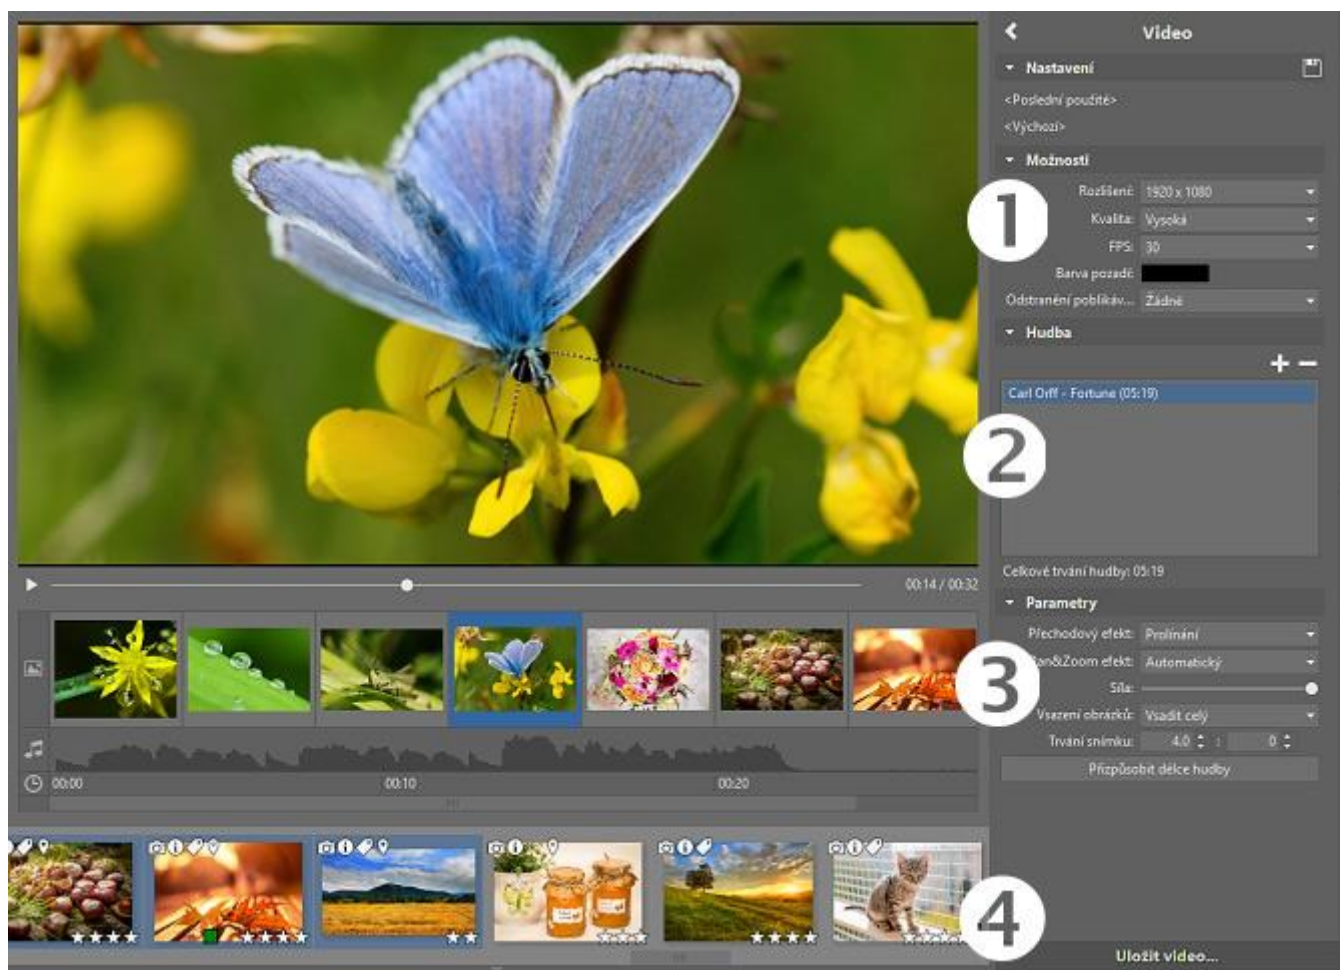 Video
Nastavení
<Poslední použité>
<Výchozí>
Možnosti
1
Rozlišení: 1920 x 1080
Kvalita: Vysoká
FPS: 30
Barva pozadí:
Odstranění poblikáv... Žádné
Hudba
+ −
Carl Orff - Fortune (05:19)
2
Celkové trvání hudby: 05:19
00:14 / 00:32
Parametry
Přechodový efekt: Prolínání
an&Zoom efekt: Automatický
3
Síla:
Vsazení obrázků: Vsadit celý
Trvání snímku: 4.0 : 0
Přizpůsobit délce hudby
00:00 00:10 00:20
4
Uložit video...